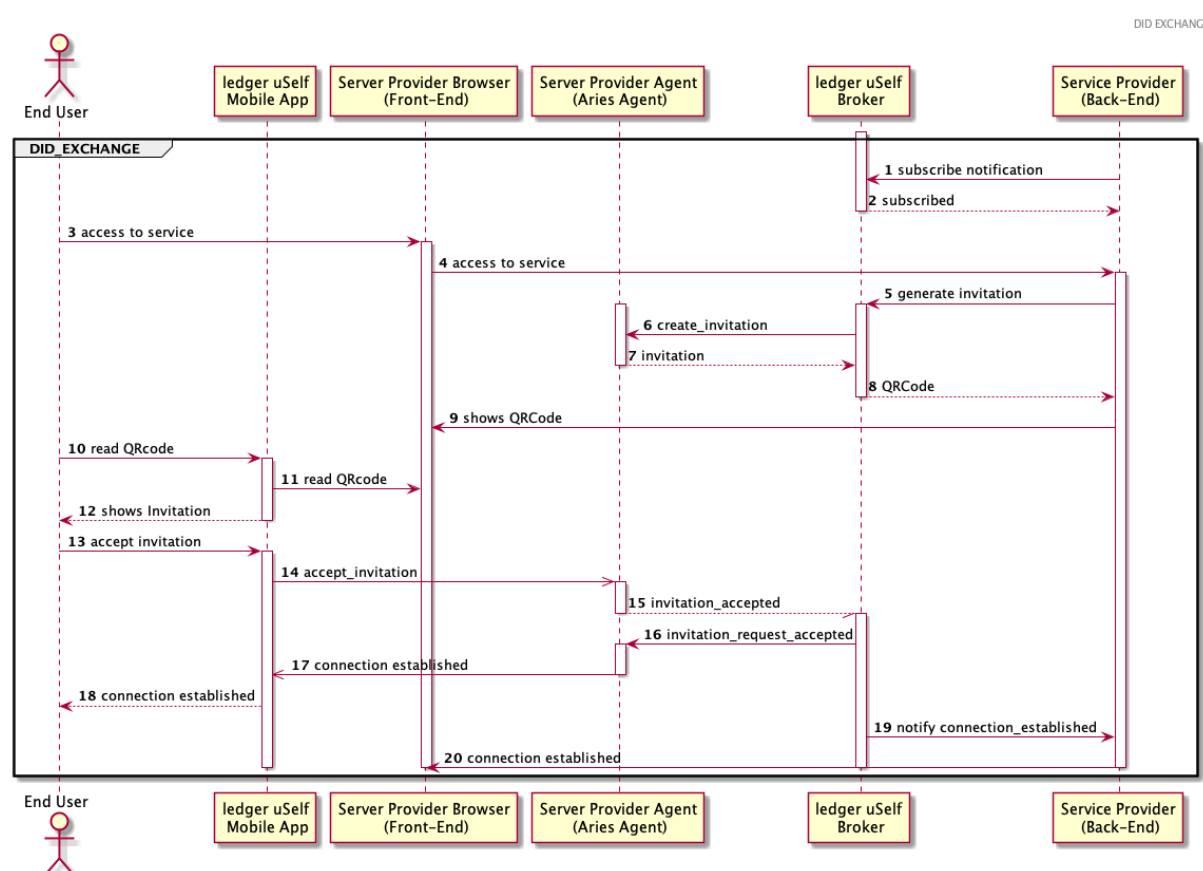 DID EXCHANG
End User
ledger uSelf
Mobile App
Server Provider Browser
(Front-End)
Server Provider Agent
(Aries Agent)
ledger uSelf
Broker
Service Provider
(Back-End)
DID_EXCHANGE
1 subscribe notification
2 subscribed
3 access to service
4 access to service
5 generate invitation
6 create_invitation
7 invitation
8 QRCode
9 shows QRCode
10 read QRcode
11 read QRcode
12 shows Invitation
13 accept invitation
14 accept_invitation
15 invitation_accepted
16 invitation_request_accepted
17 connection established
18 connection established
19 notify connection_established
20 connection established
End User
ledger uSelf
Mobile App
Server Provider Browser
(Front-End)
Server Provider Agent
(Aries Agent)
ledger uSelf
Broker
Service Provider
(Back-End)